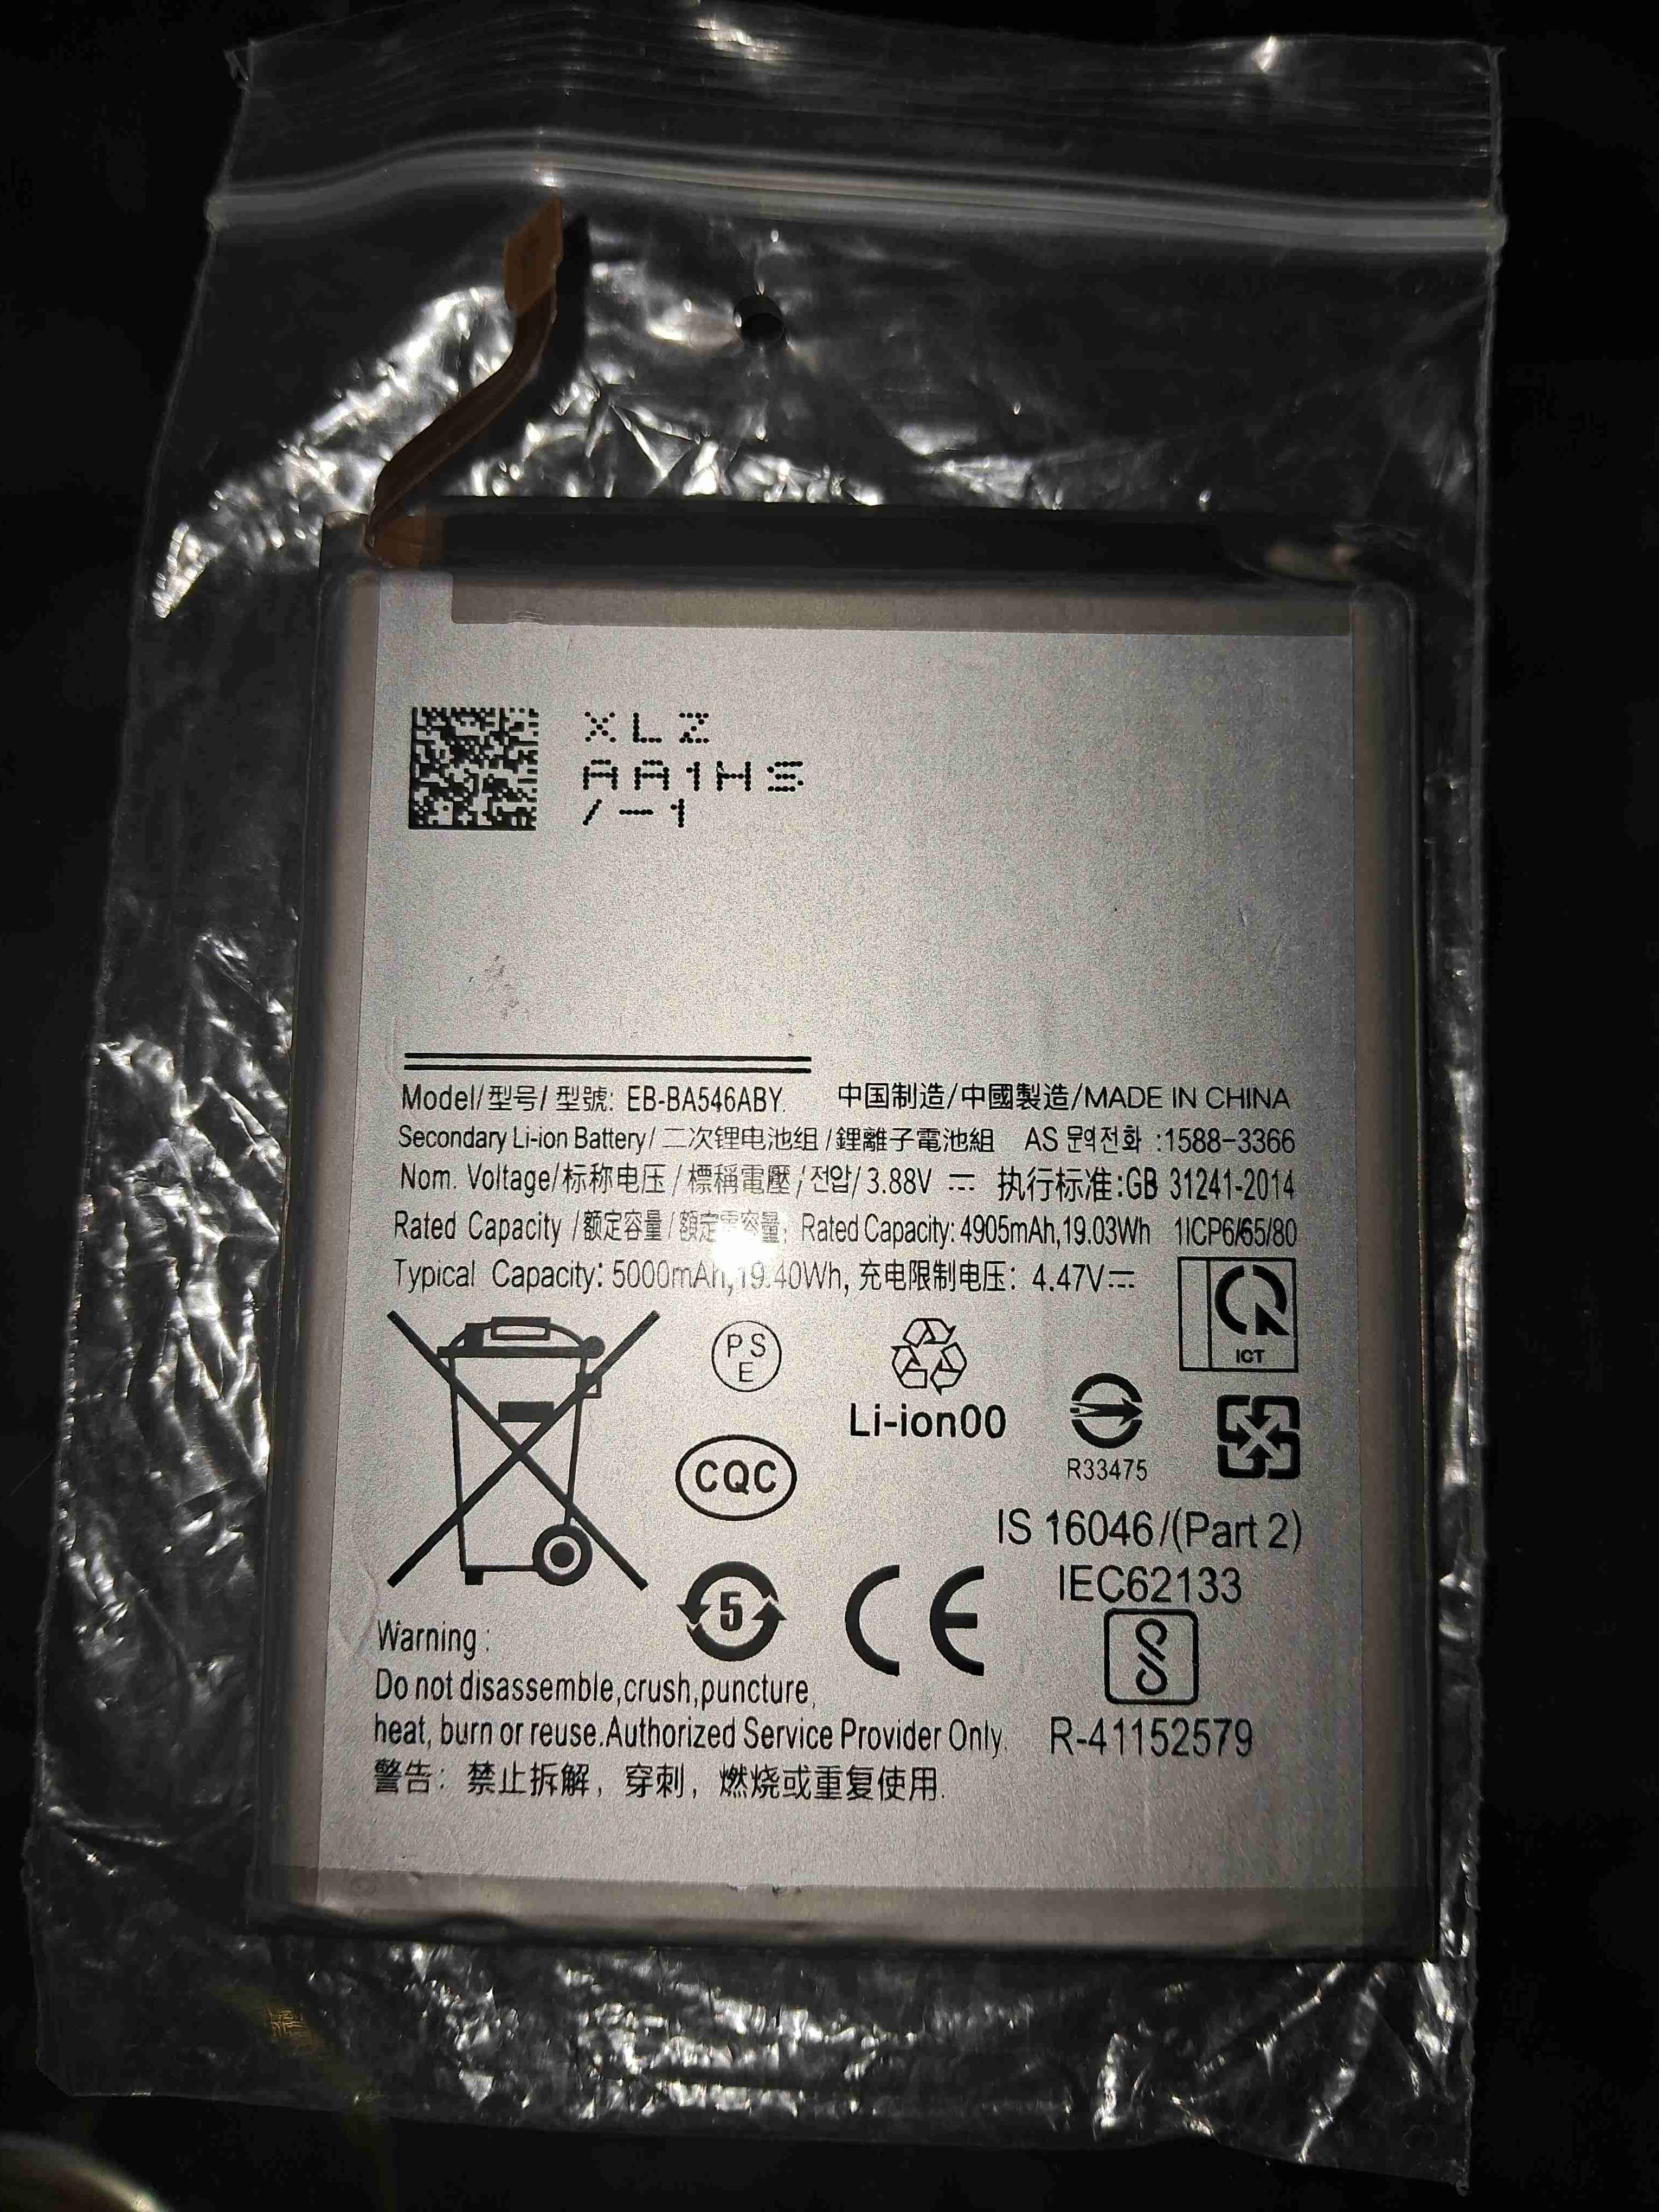 XLZ
AA1HS
/-1
Model/型号/型號: EB-BA546ABY. 中国制造/中國製造/MADE IN CHINA
Secondary Li-ion Battery/二次锂电池组/鋰離子電池組 AS 문의전화 :1588-3366
Nom. Voltage/标称电压/標稱電壓/전압/3.88V 执行标准:GB 31241-2014
Rated Capacity /额定容量/額定電容量: Rated Capacity: 4905mAh,19.03Wh 1ICP6/65/80
Typical Capacity: 5000mAh,19.40Wh, 充电限制电压: 4.47V
ICT
PS
E
Li-ion00
R33475
CQC
IS 16046/(Part 2)
IEC62133
5
CE
Warning:
Do not disassemble,crush,puncture,
heat, burn or reuse.Authorized Service Provider Only.
R-41152579
警告: 禁止拆解, 穿刺, 燃烧或重复使用.